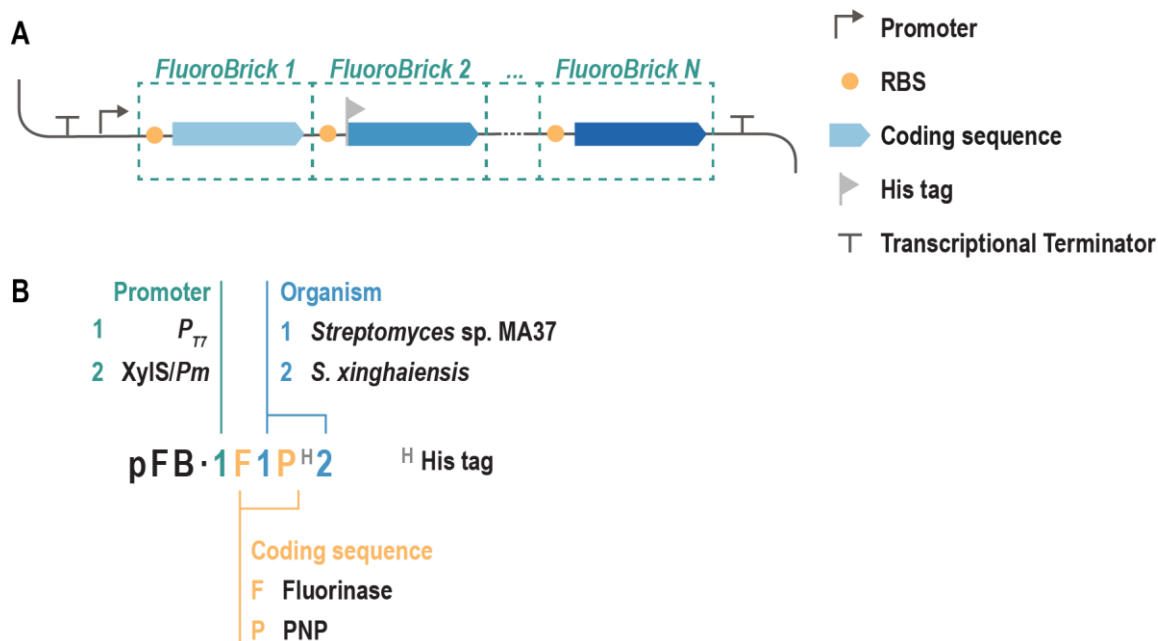 A
FluoroBrick 1 FluoroBrick 2 ... FluoroBrick N
Promoter
RBS
Coding sequence
His tag
Transcriptional Terminator
B
Promoter
1 PT7
2 XylS/Pm
Organism
1 Streptomyces sp. MA37
2 S. xinghaiensis
pFB·1F1PH2
H His tag
Coding sequence
F Fluorinase
P PNP